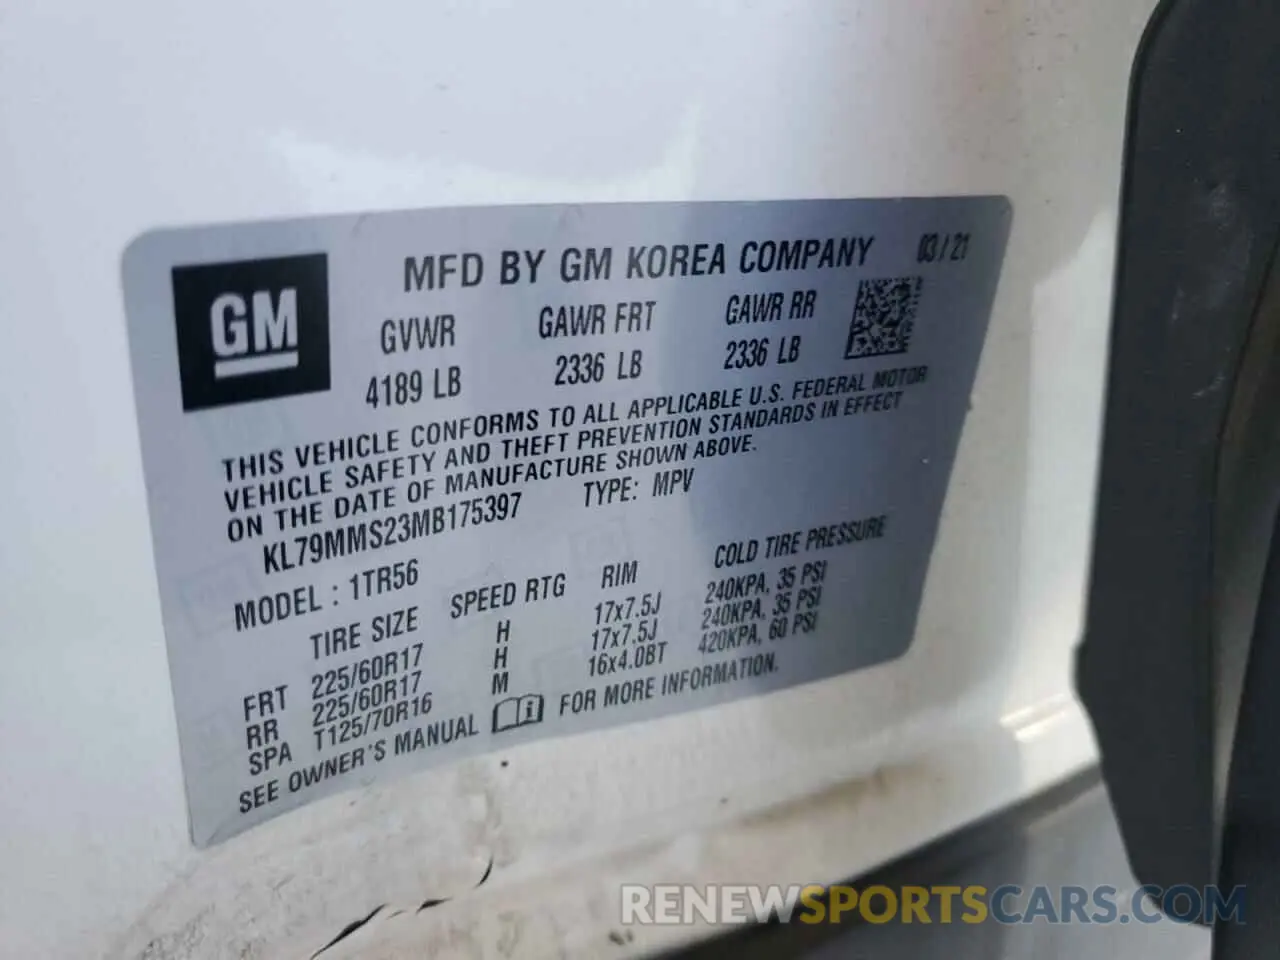 MFD BY GM KOREA COMPANY 03/21
GM
GVWR GAWR FRT GAWR RR
4189 LB 2336 LB 2336 LB
THIS VEHICLE CONFORMS TO ALL APPLICABLE U.S. FEDERAL MOTOR
VEHICLE SAFETY AND THEFT PREVENTION STANDARDS IN EFFECT
ON THE DATE OF MANUFACTURE SHOWN ABOVE.
KL79MMS23MB175397 TYPE: MPV
MODEL : 1TR56
TIRE SIZE SPEED RTG RIM COLD TIRE PRESSURE
FRT 225/60R17 H 17x7.5J 240KPA, 35 PSI
RR 225/60R17 H 17x7.5J 240KPA, 35 PSI
SPA T125/70R16 M 16x4.0BT 420KPA, 60 PSI
SEE OWNER'S MANUAL i FOR MORE INFORMATION.
RENEWSPORTSCARS.COM